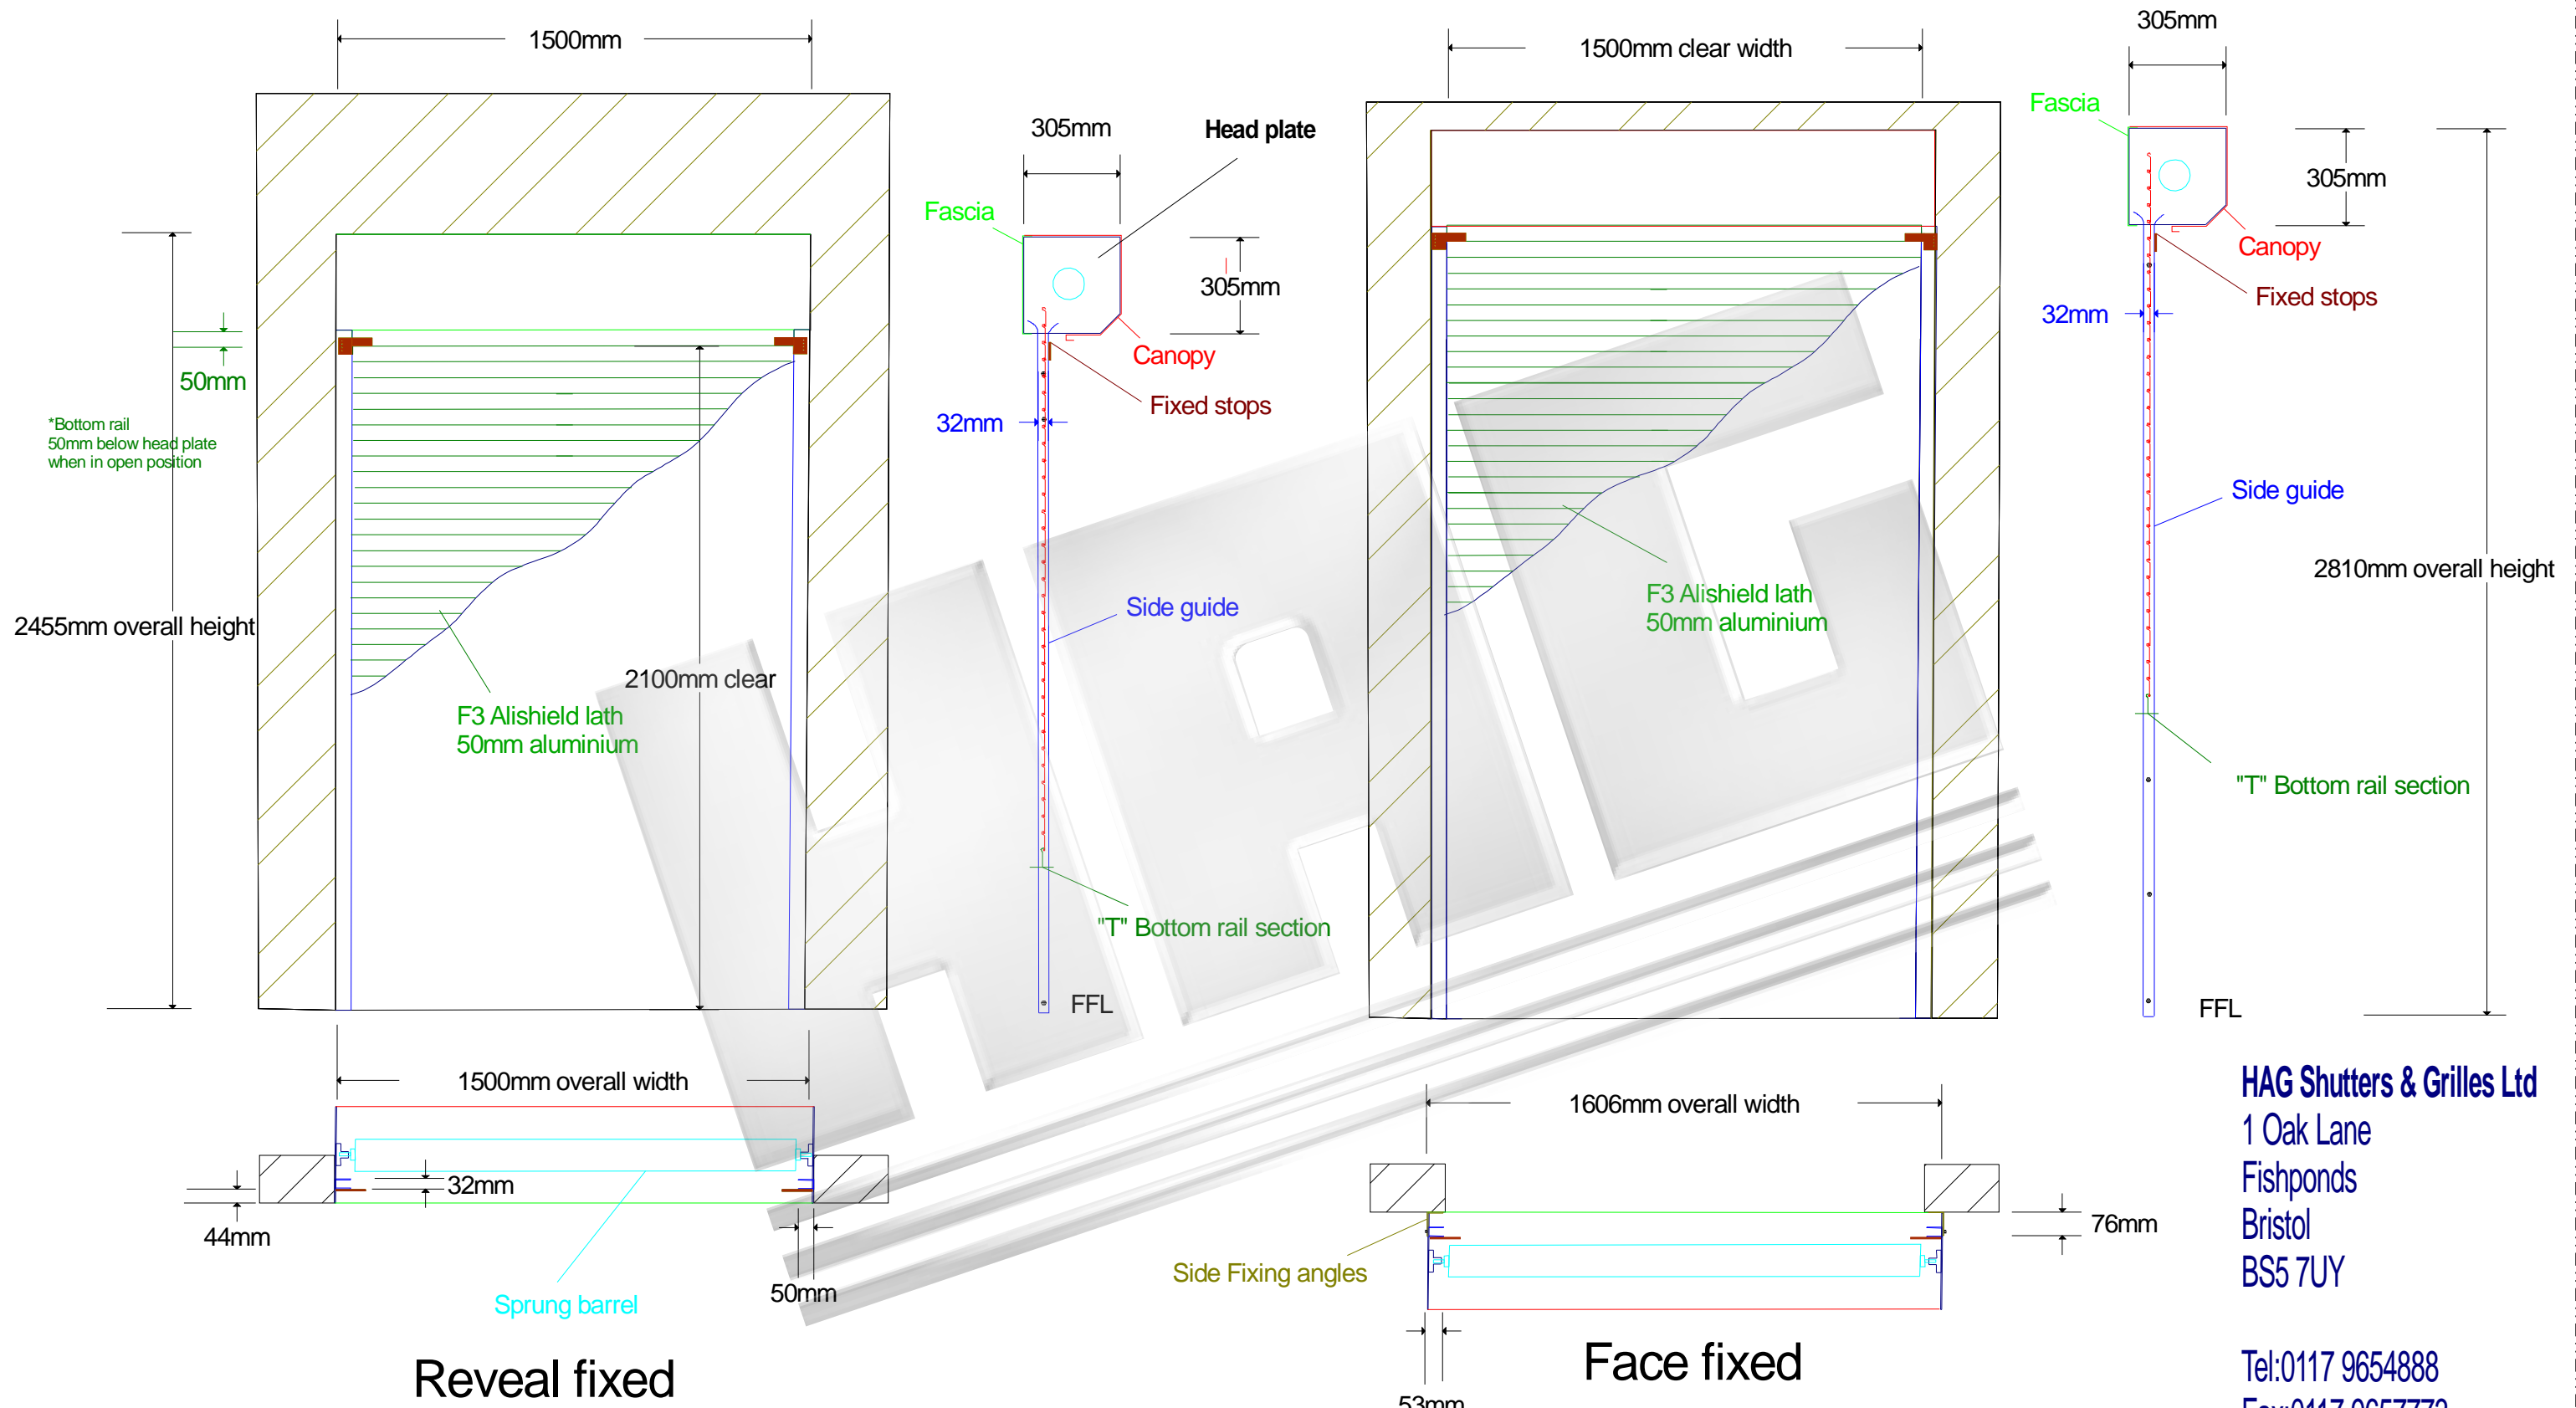 1500mm
305mm
Head plate
Fascia
305mm
Canopy
Fixed stops
32mm
50mm
*Bottom rail
50mm below head plate
when in open position
2455mm overall height
2100mm clear
F3 Alishield lath
50mm aluminium
Side guide
"T" Bottom rail section
FFL
1500mm overall width
32mm
44mm
50mm
Sprung barrel
Reveal fixed
1500mm clear width
305mm
Fascia
305mm
Canopy
Fixed stops
32mm
Side guide
2810mm overall height
F3 Alishield lath
50mm aluminium
"T" Bottom rail section
FFL
1606mm overall width
76mm
Side Fixing angles
53mm
Face fixed
HAG
HAG Shutters & Grilles Ltd
1 Oak Lane
Fishponds
Bristol
BS5 7UY
Tel:0117 9654888
Fax:0117 9657773